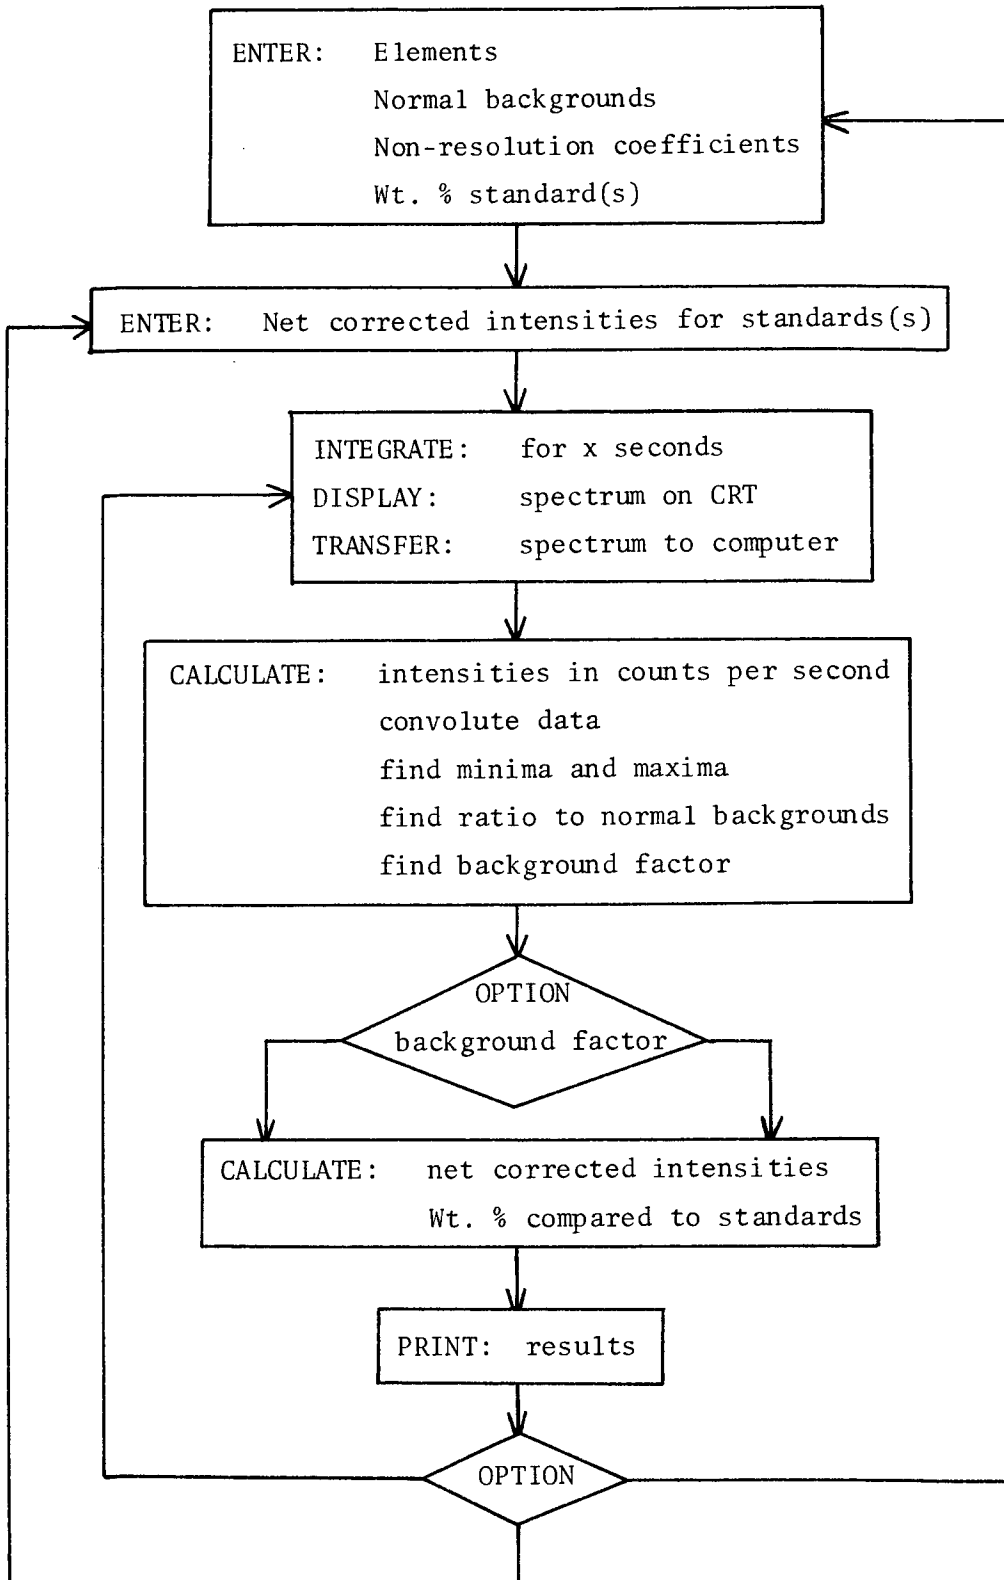 ENTER: Elements
Normal backgrounds
Non-resolution coefficients
Wt. % standard(s)
ENTER: Net corrected intensities for standards(s)
INTEGRATE: for x seconds
DISPLAY: spectrum on CRT
TRANSFER: spectrum to computer
CALCULATE: intensities in counts per second
convolute data
find minima and maxima
find ratio to normal backgrounds
find background factor
OPTION
background factor
CALCULATE: net corrected intensities
Wt. % compared to standards
PRINT: results
OPTION